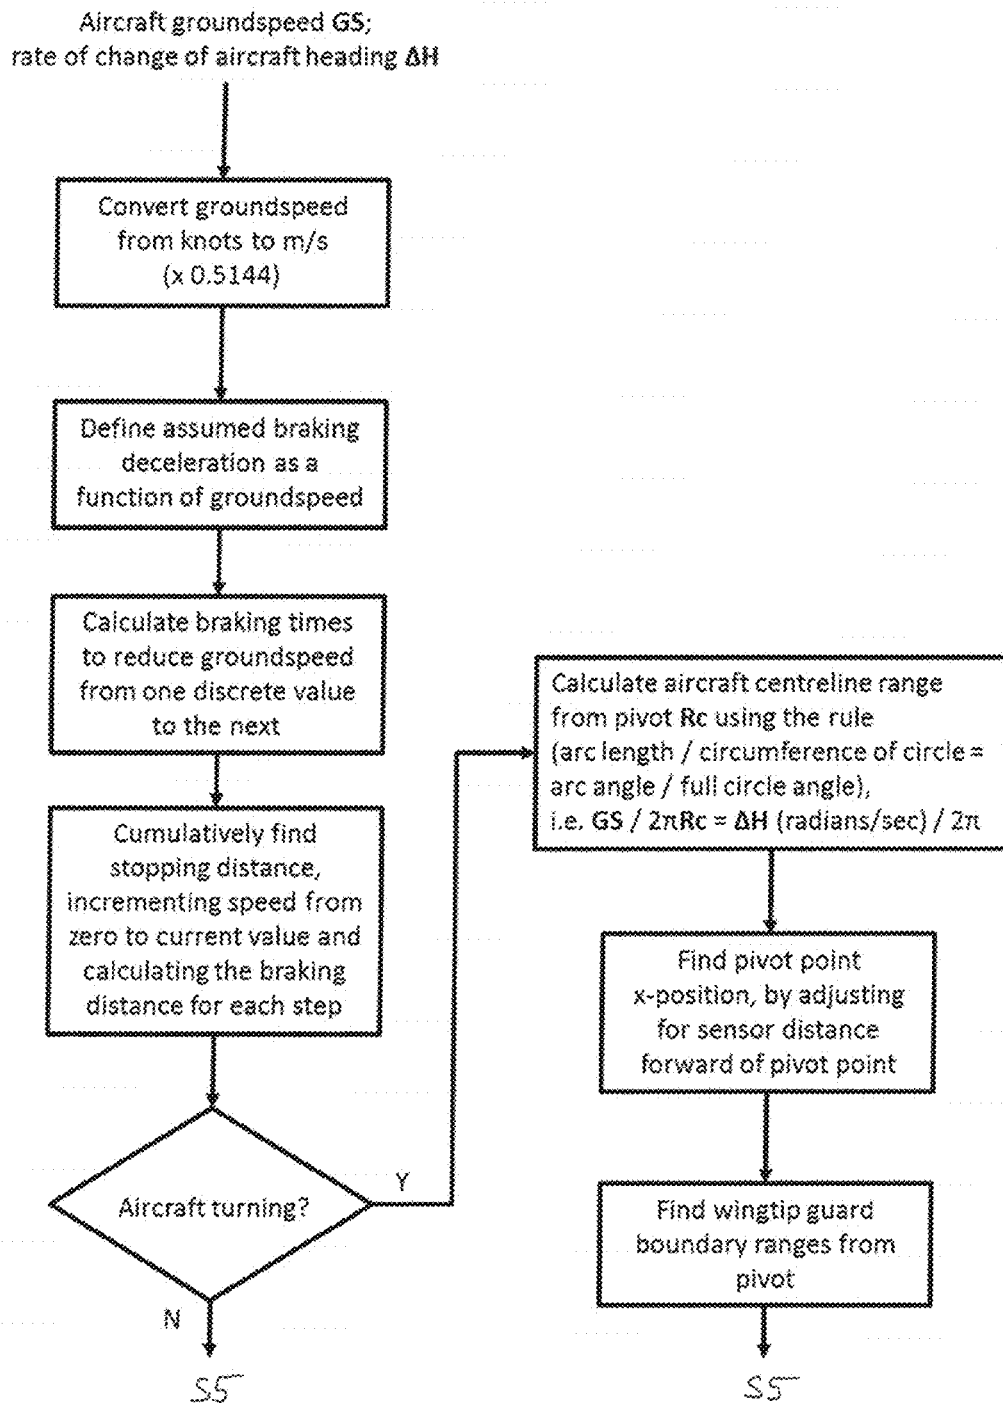 Aircraft groundspeed GS;
rate of change of aircraft heading ΔH
Convert groundspeed
from knots to m/s
(x 0.5144)
Define assumed braking
deceleration as a
function of groundspeed
Calculate braking times
to reduce groundspeed
from one discrete value
to the next
Cumulatively find
stopping distance,
incrementing speed from
zero to current value and
calculating the braking
distance for each step
Aircraft turning?
Y
N
S5
Calculate aircraft centreline range
from pivot Rc using the rule
(arc length / circumference of circle =
arc angle / full circle angle),
i.e. GS / 2πRc = ΔH (radians/sec) / 2π
Find pivot point
x-position, by adjusting
for sensor distance
forward of pivot point
Find wingtip guard
boundary ranges from
pivot
S5